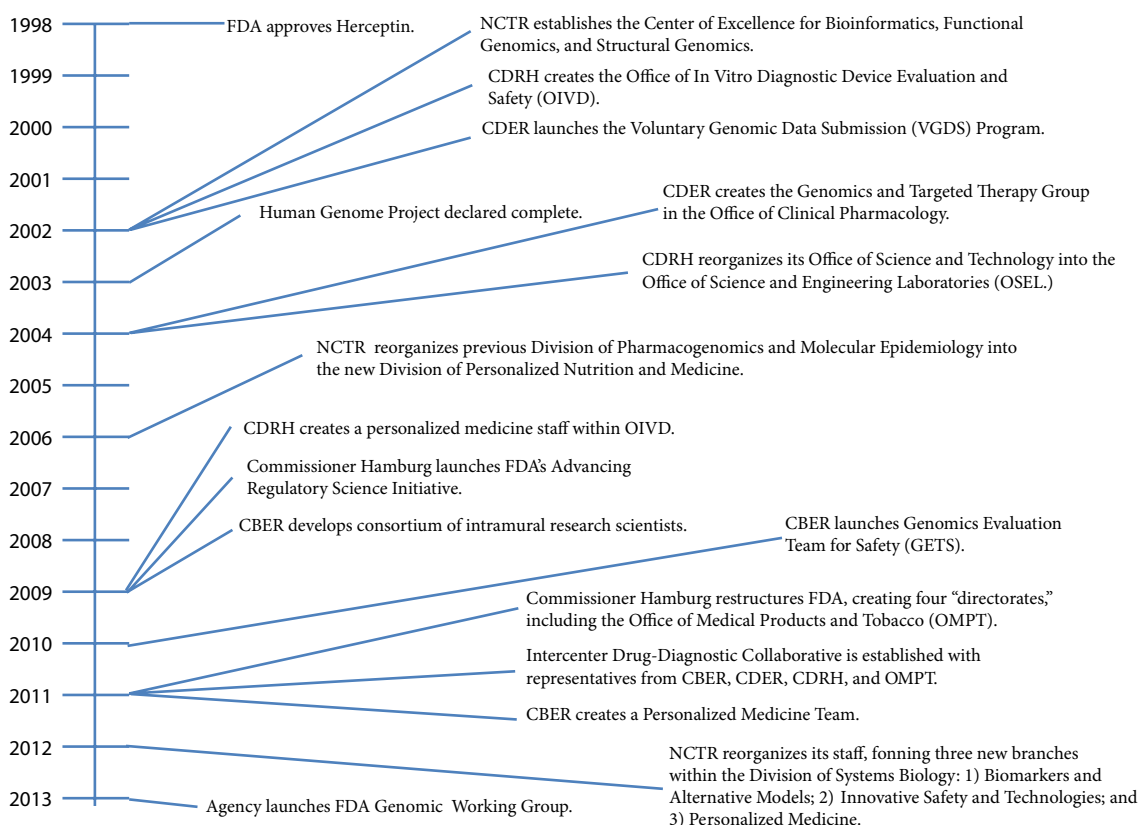 1998
FDA approves Herceptin.
NCTR establishes the Center of Excellence for Bioinformatics, Functional
Genomics, and Structural Genomics.
1999
CDRH creates the Office of In Vitro Diagnostic Device Evaluation and
Safety (OIVD).
2000
CDER launches the Voluntary Genomic Data Submission (VGDS) Program.
2001
CDER creates the Genomics and Targeted Therapy Group
in the Office of Clinical Pharmacology.
Human Genome Project declared complete.
2002
CDRH reorganizes its Office of Science and Technology into the
Office of Science and Engineering Laboratories (OSEL.)
2003
2004
NCTR reorganizes previous Division of Pharmacogenomics and Molecular Epidemiology into
the new Division of Personalized Nutrition and Medicine.
2005
2006
CDRH creates a personalized medicine staff within OIVD.
Commissioner Hamburg launches FDA's Advancing
Regulatory Science Initiative.
2007
CBER develops consortium of intramural research scientists.
CBER launches Genomics Evaluation
Team for Safety (GETS).
2008
2009
Commissioner Hamburg restructures FDA, creating four “directorates,”
including the Office of Medical Products and Tobacco (OMPT).
2010
Intercenter Drug-Diagnostic Collaborative is established with
representatives from CBER, CDER, CDRH, and OMPT.
2011
CBER creates a Personalized Medicine Team.
2012
NCTR reorganizes its staff, fonning three new branches
within the Division of Systems Biology: 1) Biomarkers and
Alternative Models; 2) Innovative Safety and Technologies; and
3) Personalized Medicine.
2013
Agency launches FDA Genomic Working Group.